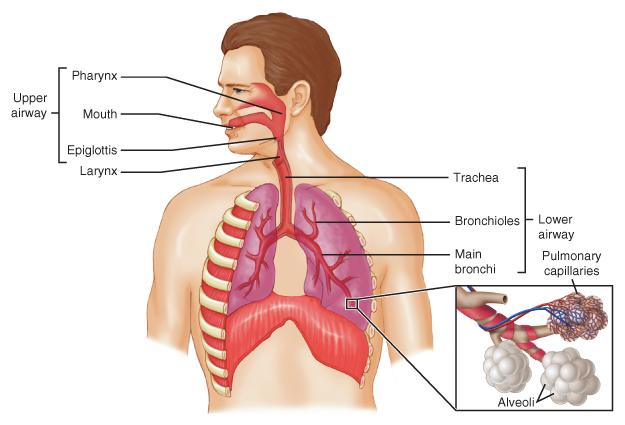 Pharynx
Upper
airway
Mouth
Epiglottis
Larynx
Trachea
Bronchioles
Lower
airway
Main
bronchi
Pulmonary
capillaries
Alveoli